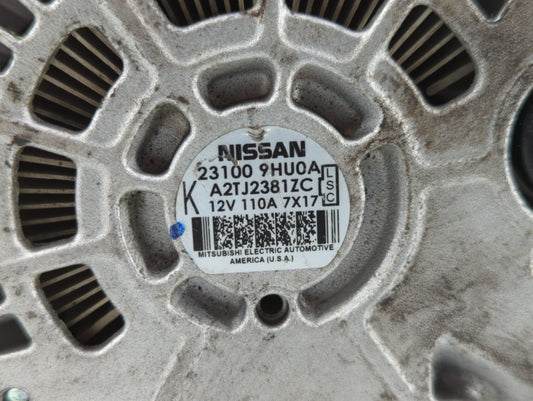 NISSAN
23100 9HU0A
K A2TJ2381ZC LSC
12V 110A 7X17
MITSUBISHI ELECTRIC AUTOMOTIVE
AMERICA (U.S.A.)